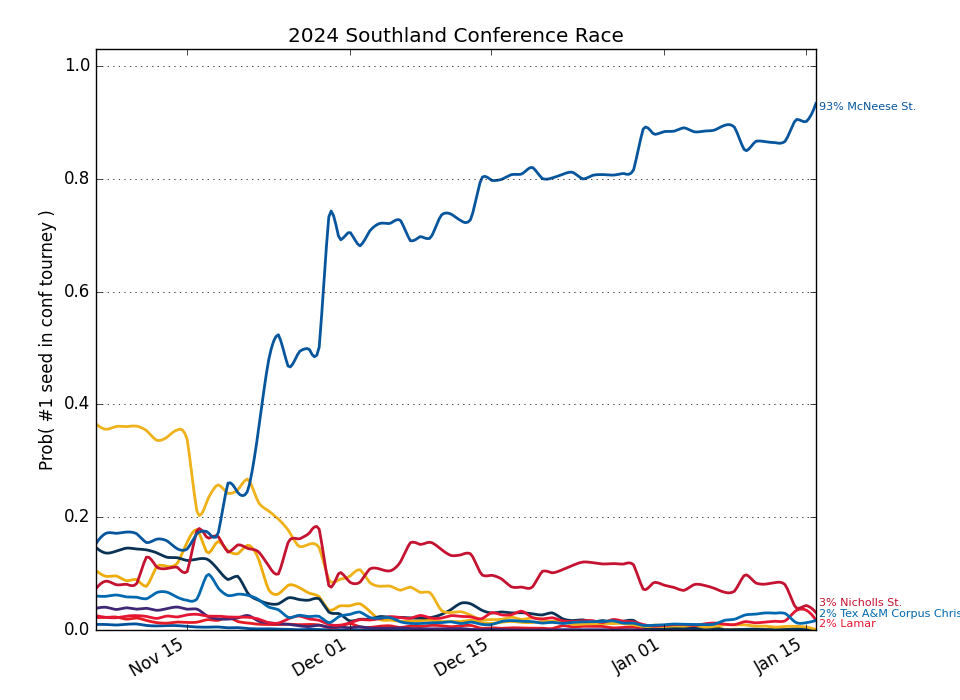 2024 Southland Conference Race
Prob( #1 seed in conf tourney )
1.0
0.8
0.6
0.4
0.2
0.0
Nov 15
Dec 01
Dec 15
Jan 01
Jan 15
93% McNeese St.
3% Nicholls St.
2% Tex A&M Corpus Chris
2% Lamar